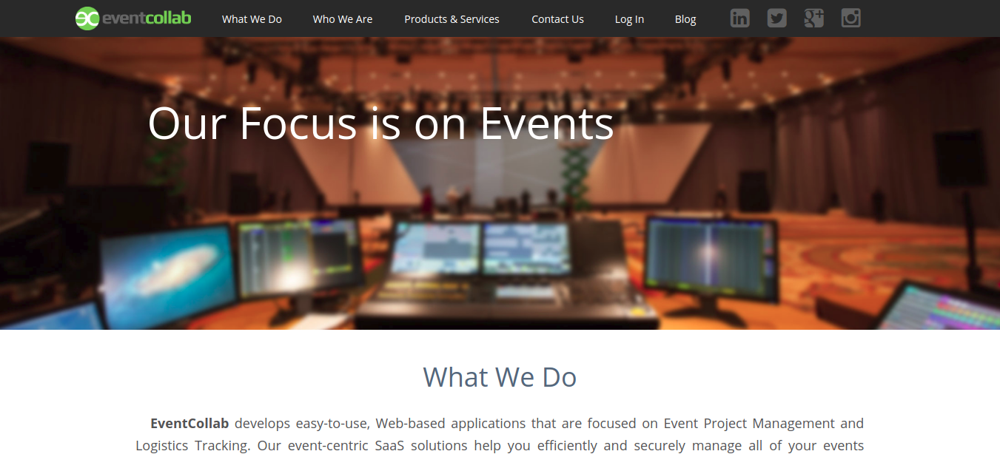 eventcollab What We Do Who We Are Products & Services Contact Us Log In Blog
Our Focus is on Events
What We Do
EventCollab develops easy-to-use, Web-based applications that are focused on Event Project Management and
Logistics Tracking. Our event-centric SaaS solutions help you efficiently and securely manage all of your events